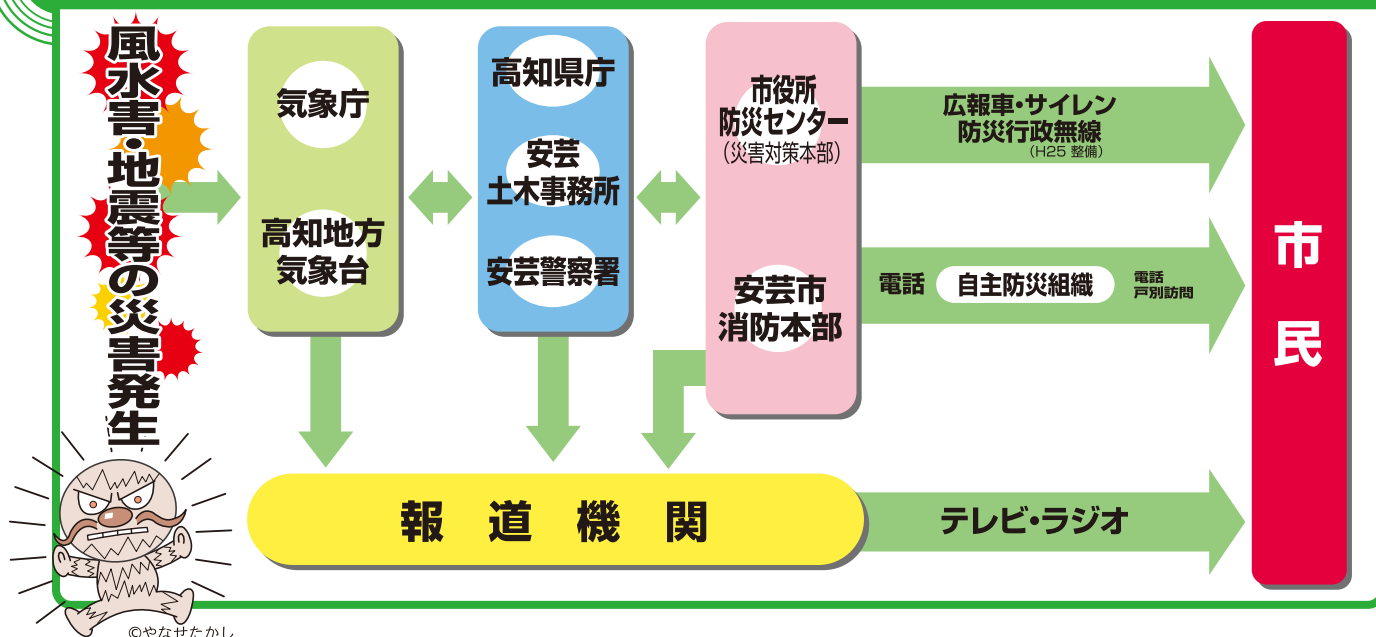 風水害・地震等の災害発生
気象庁
高知地方
気象台
高知県庁
安芸
土木事務所
安芸警察署
市役所
防災センター
（災害対策本部）
安芸市
消防本部
広報車・サイレン
防災行政無線
（H25 整備）
電話
自主防災組織
電話
戸別訪問
市民
報道機関
テレビ・ラジオ
©やなせたかし